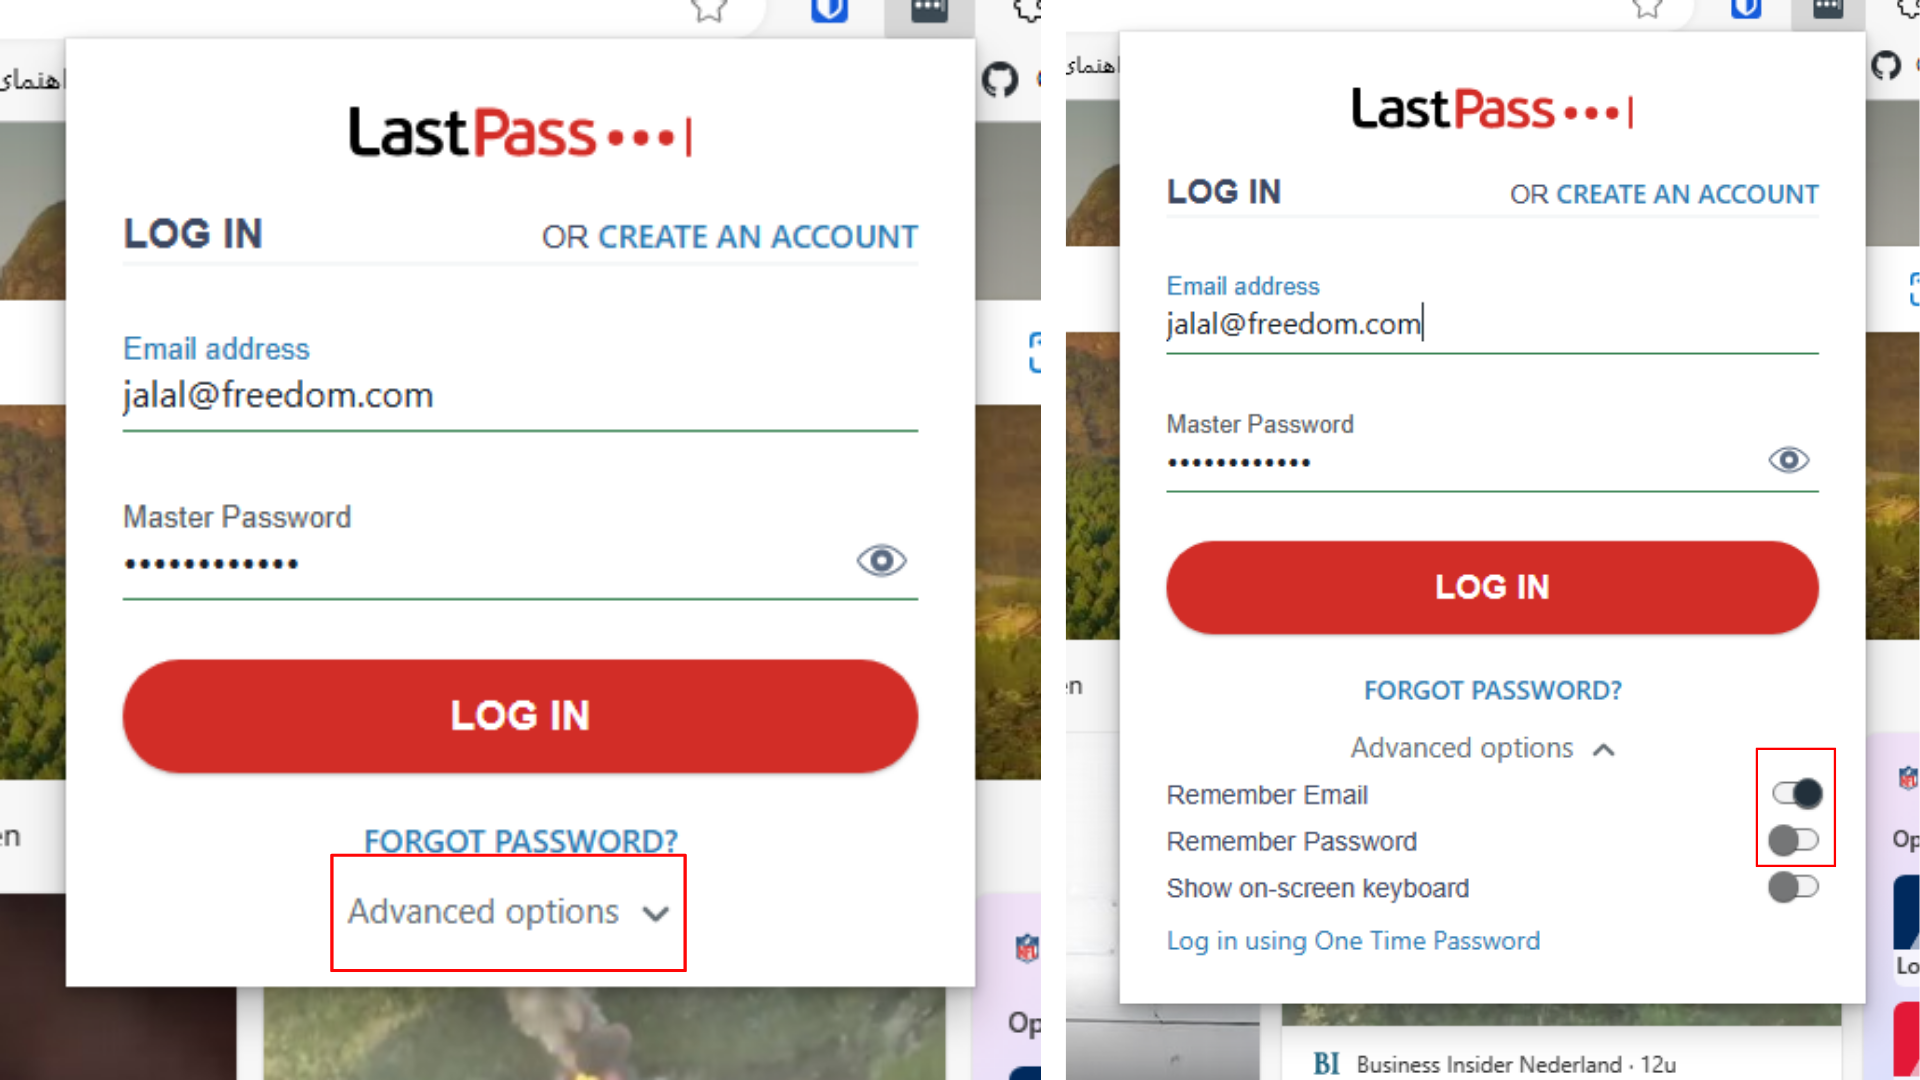 اهنمای
LastPass
LOG IN
OR CREATE AN ACCOUNT
Email address
jalal@freedom.com
Master Password
••••••••••••
LOG IN
FORGOT PASSWORD?
Advanced options
en
Op
اهنمای
LastPass
LOG IN
OR CREATE AN ACCOUNT
Email address
jalal@freedom.com
Master Password
••••••••••••
LOG IN
FORGOT PASSWORD?
Advanced options
Remember Email
Remember Password
Show on-screen keyboard
Log in using One Time Password
en
Op
Lo
BI Business Insider Nederland · 12u